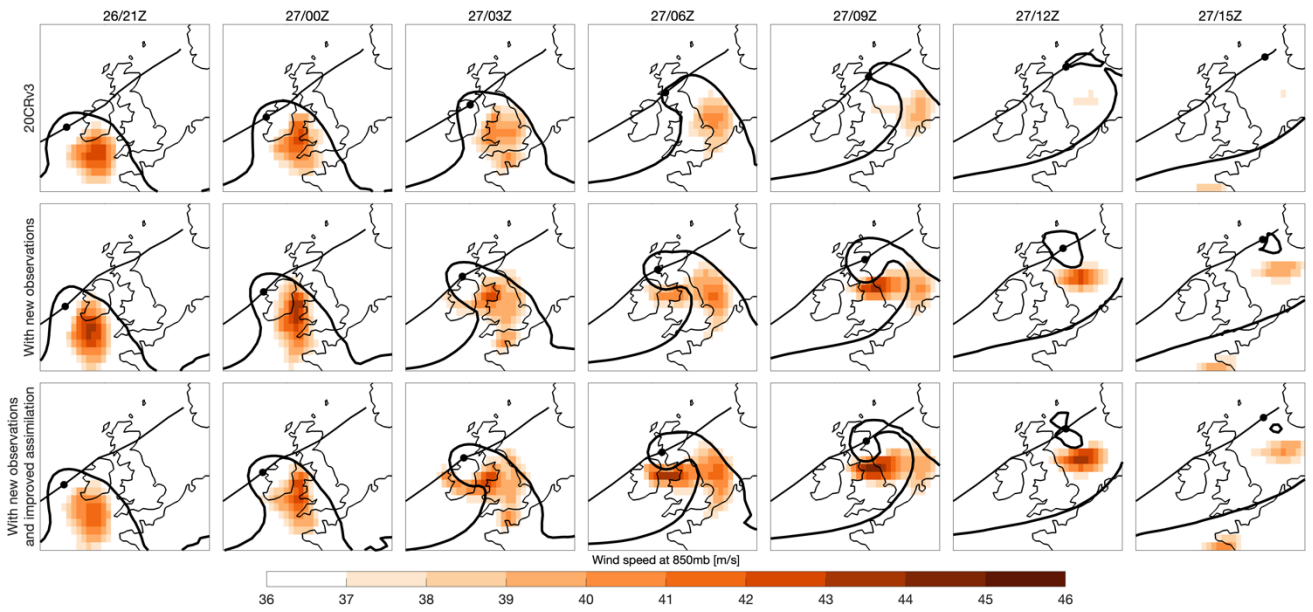 26/21Z 27/00Z 27/03Z 27/06Z 27/09Z 27/12Z 27/15Z
20CRv3
With new observations
With new observations
and improved assimilation
Wind speed at 850mb [m/s]
36 37 38 39 40 41 42 43 44 45 46